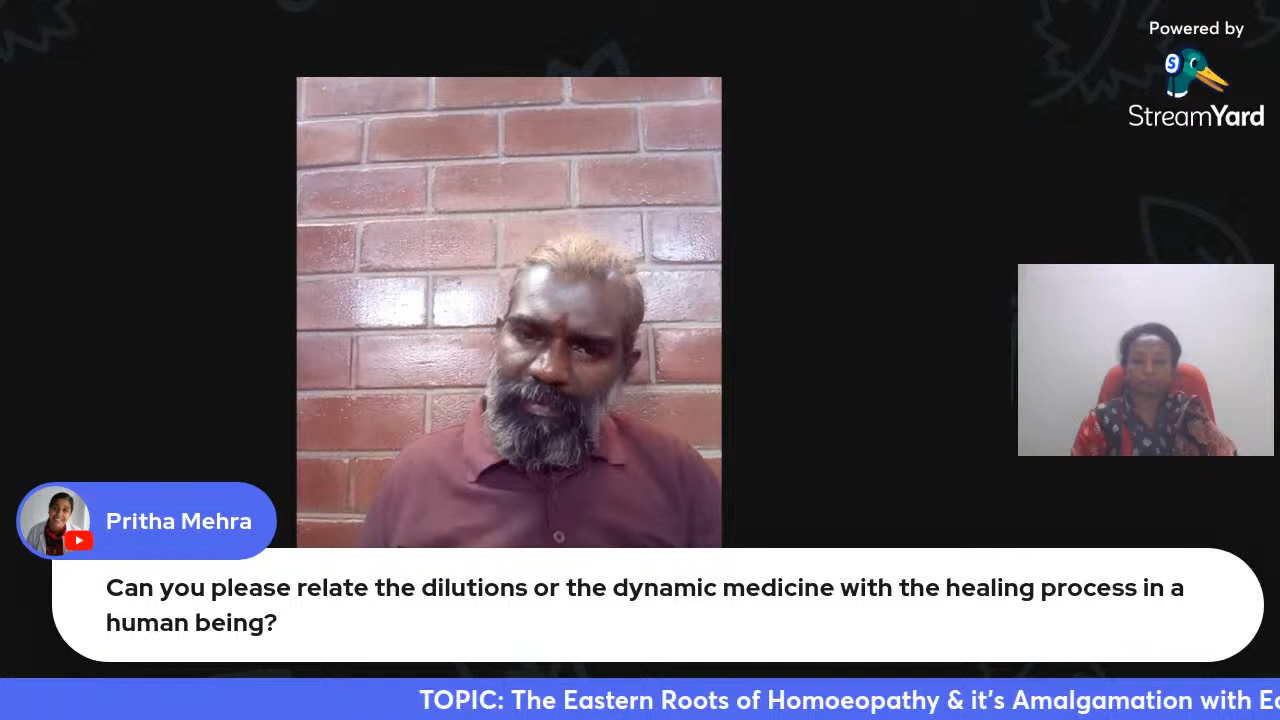 Powered by
S
StreamYard
Pritha Mehra
Can you please relate the dilutions or the dynamic medicine with the healing process in a
human being?
TOPIC: The Eastern Roots of Homoeopathy & it's Amalgamation with Ea